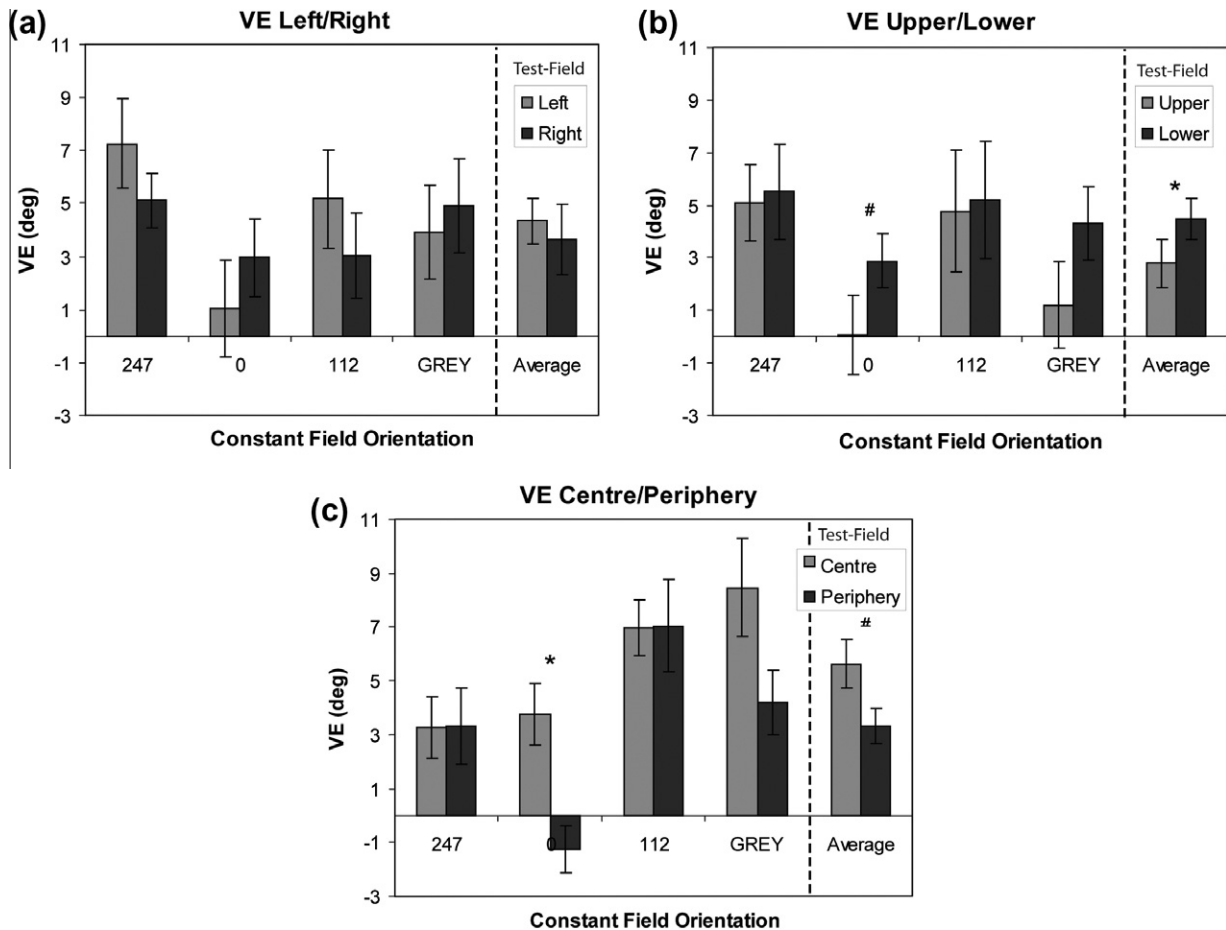 (a)
VE Left/Right
11
9
7
5
3
1
-1
-3
VE (deg)
Test-Field
Left
Right
247 0 112 GREY Average
Constant Field Orientation
(b)
VE Upper/Lower
11
9
7
5
3
1
-1
-3
VE (deg)
Test-Field
Upper
Lower
#
*
247 0 112 GREY Average
Constant Field Orientation
(c)
VE Centre/Periphery
11
9
7
5
3
1
-1
-3
VE (deg)
Test-Field
Centre
Periphery
*
#
247 0 112 GREY Average
Constant Field Orientation